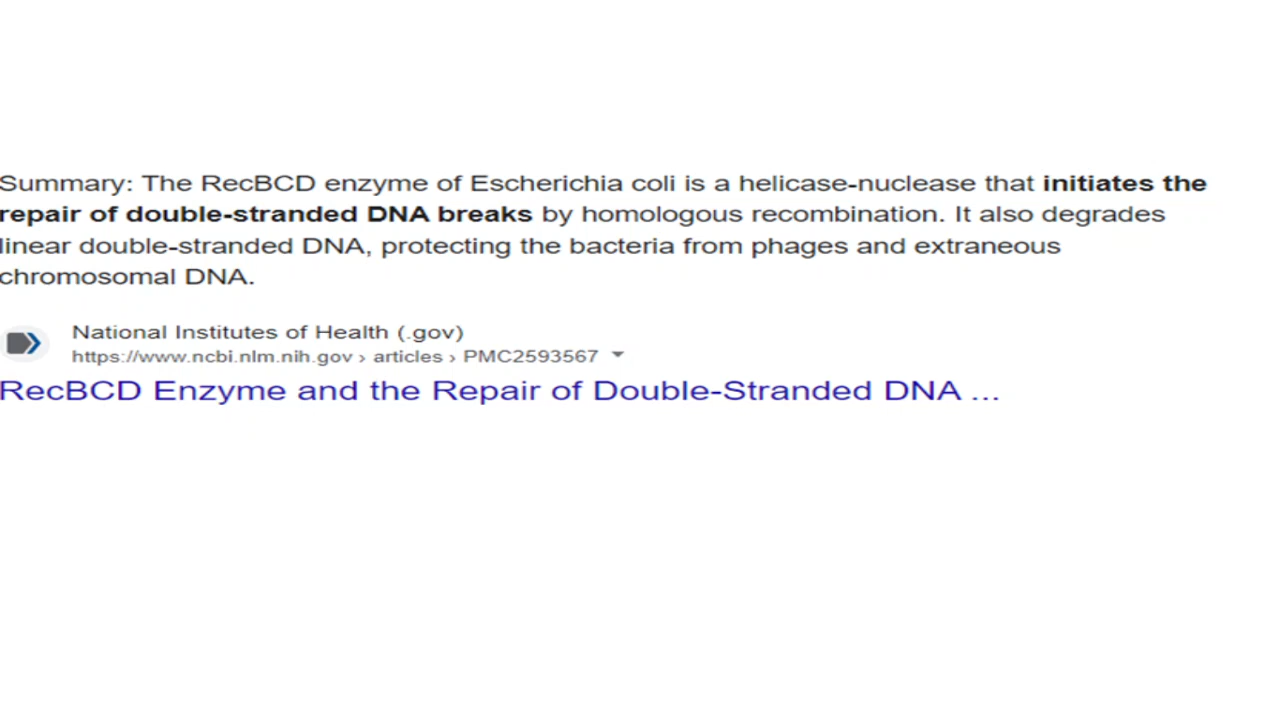 Summary: The RecBCD enzyme of Escherichia coli is a helicase-nuclease that initiates the
repair of double-stranded DNA breaks by homologous recombination. It also degrades
linear double-stranded DNA, protecting the bacteria from phages and extraneous
chromosomal DNA.
National Institutes of Health (.gov)
https://www.ncbi.nlm.nih.gov › articles › PMC2593567
RecBCD Enzyme and the Repair of Double-Stranded DNA ...